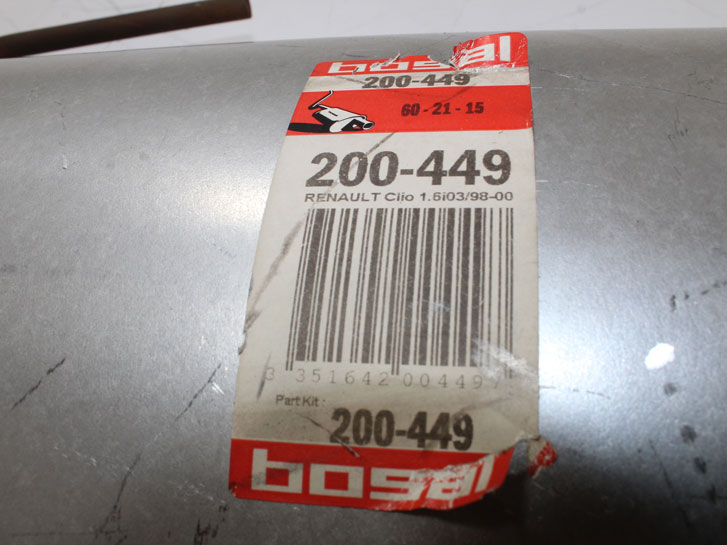 bosal
200-449
60-21-15
200-449
RENAULT Clio 1.6i03/98-00
3 351642 004497
Part Kit :
200-449
bosal